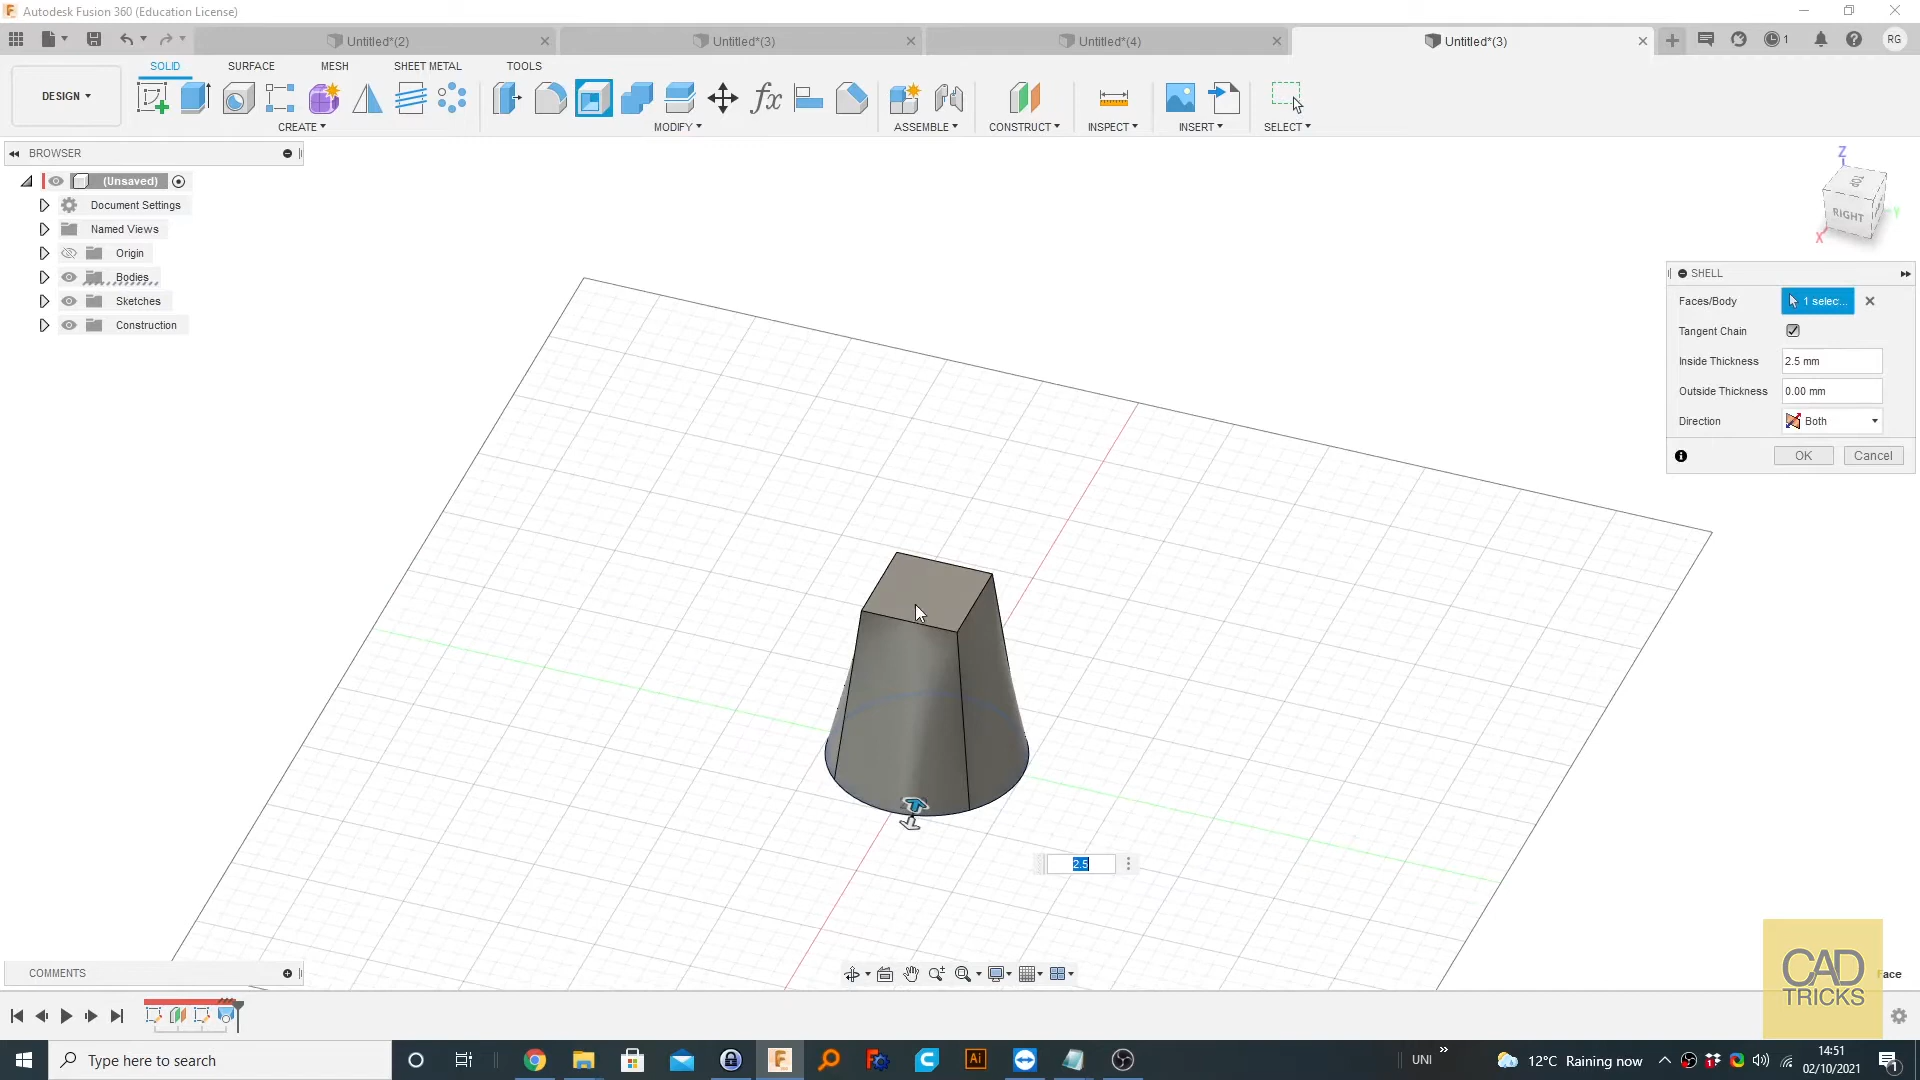 Autodesk Fusion 360 (Education License)
Untitled*(2)
Untitled*(3)
Untitled*(4)
Untitled*(3)
1
RG
DESIGN
SOLID
SURFACE
MESH
SHEET METAL
TOOLS
CREATE
MODIFY
ASSEMBLE
CONSTRUCT
INSPECT
INSERT
SELECT
BROWSER
(Unsaved)
Document Settings
Named Views
Origin
Bodies
Sketches
Construction
Z
TOP
RIGHT
Y
X
SHELL
Faces/Body
1 selec...
Tangent Chain
Inside Thickness
2.5 mm
Outside Thickness
0.00 mm
Direction
Both
OK
Cancel
2.5
COMMENTS
CAD
TRICKS
Face
Type here to search
UNI
12°C Raining now
14:51
02/10/2021